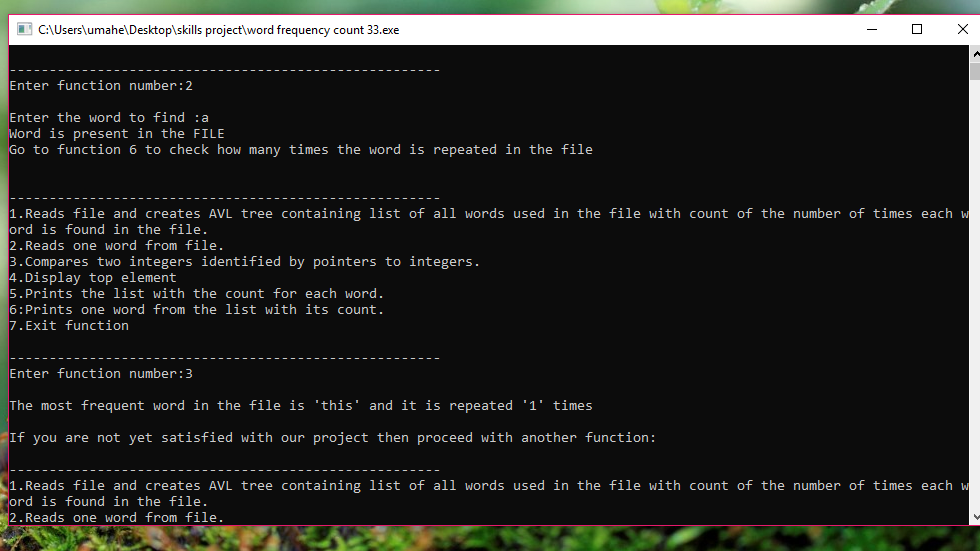 C:\Users\umahe\Desktop\skills project\word frequency count 33.exe
------------------------------------------------------
Enter function number:2
Enter the word to find :a
Word is present in the FILE
Go to function 6 to check how many times the word is repeated in the file
------------------------------------------------------
1.Reads file and creates AVL tree containing list of all words used in the file with count of the number of times each w
ord is found in the file.
2.Reads one word from file.
3.Compares two integers identified by pointers to integers.
4.Display top element
5.Prints the list with the count for each word.
6:Prints one word from the list with its count.
7.Exit function
------------------------------------------------------
Enter function number:3
The most frequent word in the file is 'this' and it is repeated '1' times
If you are not yet satisfied with our project then proceed with another function:
------------------------------------------------------
1.Reads file and creates AVL tree containing list of all words used in the file with count of the number of times each w
ord is found in the file.
2.Reads one word from file.